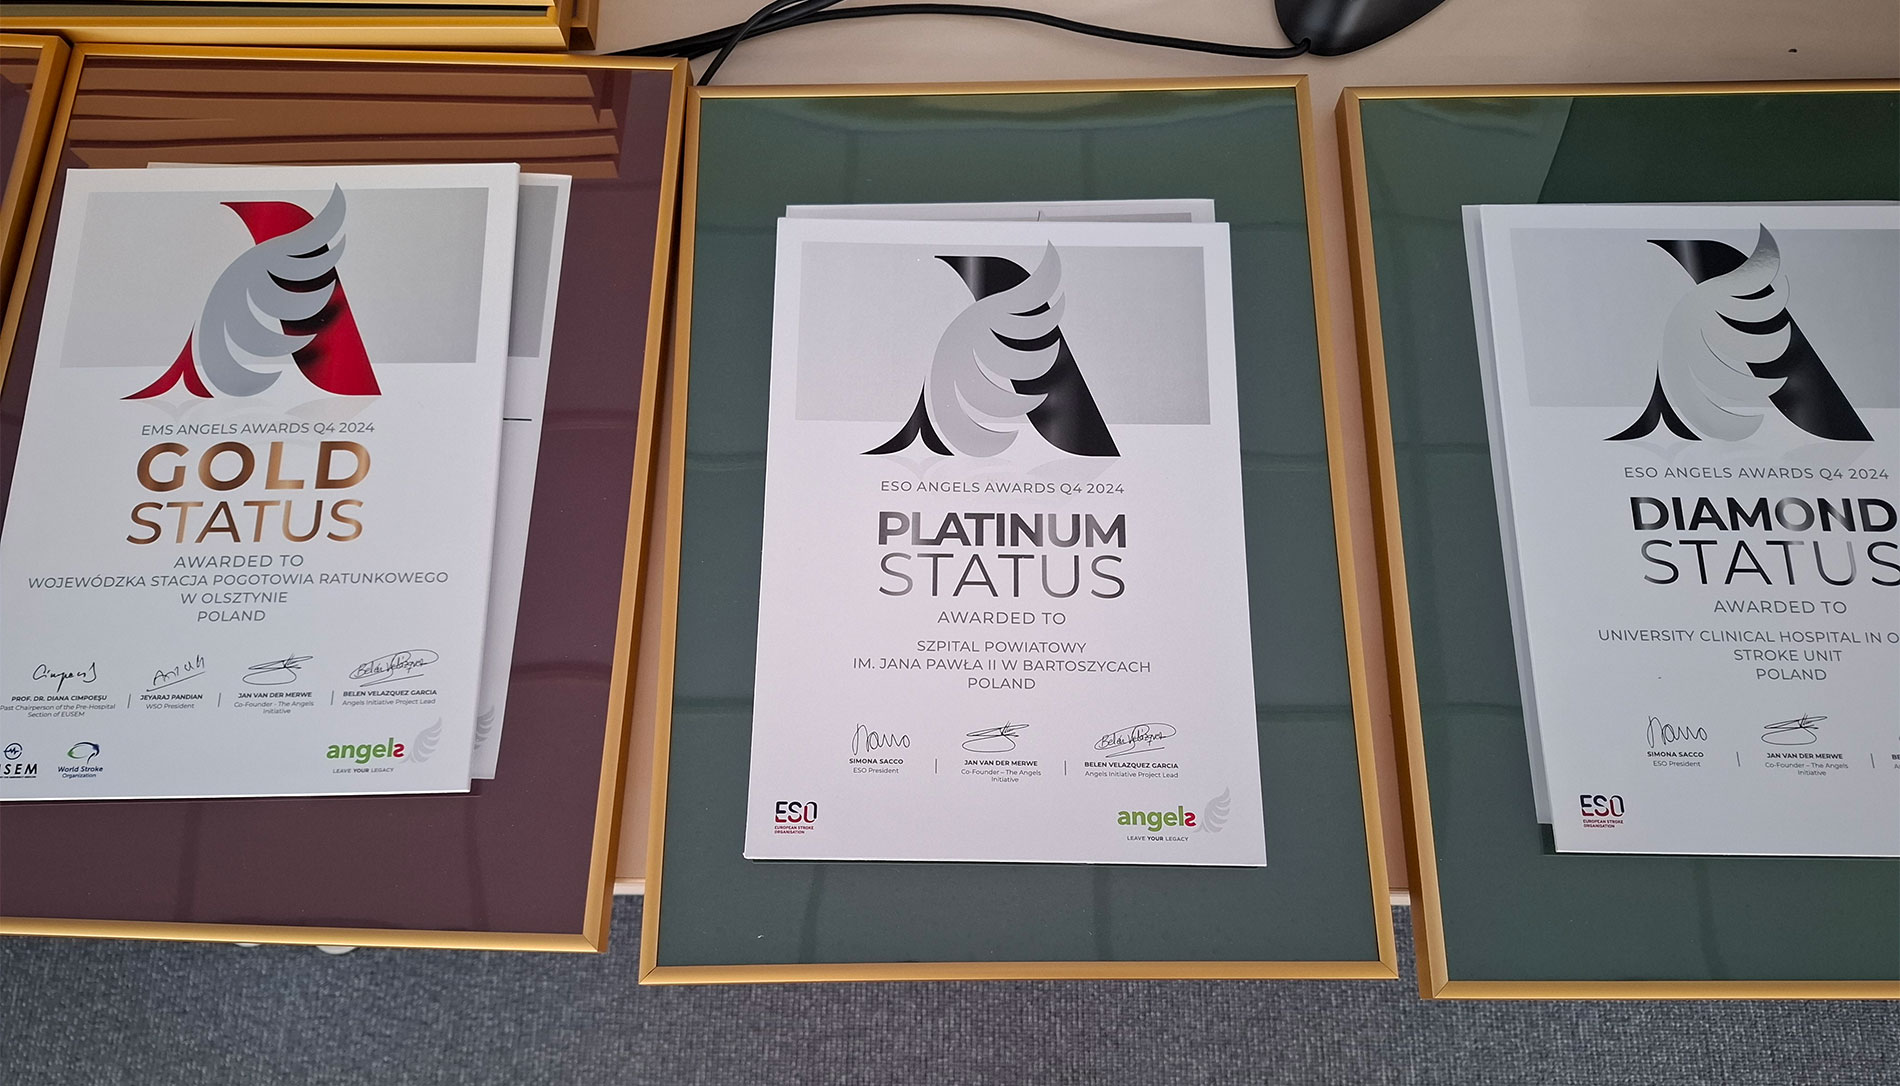 EMS ANGELS AWARDS Q4 2024
GOLD
STATUS
AWARDED TO
WOJEWÓDZKA STACJA POGOTOWIA RATUNKOWEGO
W OLSZTYNIE
POLAND
PROF. DR. DIANA CIMPOEŞU
Past Chairperson of the Pre-Hospital
Section of EUSEM
JEYARAJ PANDIAN
WSO President
JAN VAN DER MERWE
Co-Founder - The Angels
Initiative
BELEN VELAZQUEZ GARCIA
Angels Initiative Project Lead
World Stroke
Organization
angels
LEAVE YOUR LEGACY
ESO ANGELS AWARDS Q4 2024
PLATINUM
STATUS
AWARDED TO
SZPITAL POWIATOWY
IM. JANA PAWŁA II W BARTOSZYCACH
POLAND
SIMONA SACCO
ESO President
JAN VAN DER MERWE
Co-Founder – The Angels
Initiative
BELEN VELAZQUEZ GARCIA
Angels Initiative Project Lead
ESO
EUROPEAN STROKE
ORGANISATION
angels
LEAVE YOUR LEGACY
ESO ANGELS AWARDS Q4 2024
DIAMOND
STATUS
AWARDED TO
UNIVERSITY CLINICAL HOSPITAL IN O
STROKE UNIT
POLAND
SIMONA SACCO
ESO President
JAN VAN DER MERWE
Co-Founder – The Angels
Initiative
ESO
EUROPEAN STROKE
ORGANISATION